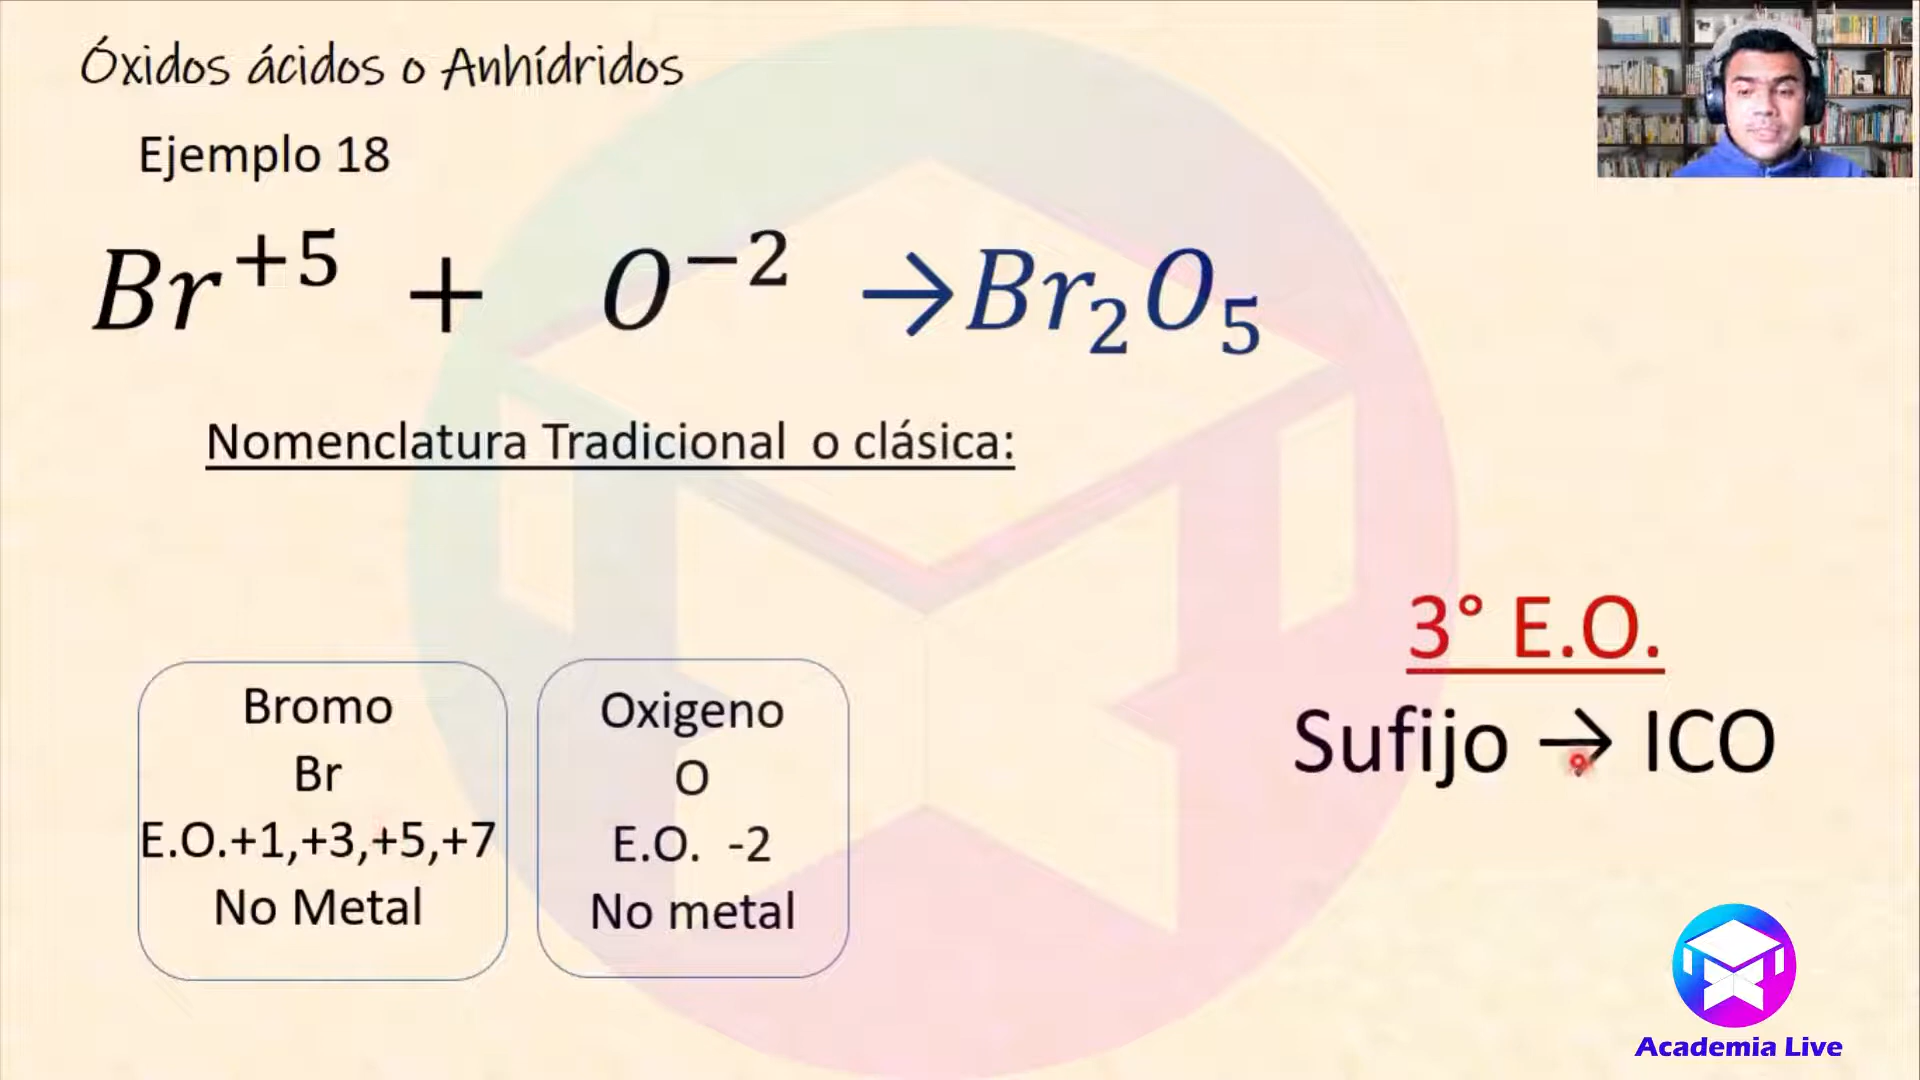 Óxidos ácidos o Anhídridos
Ejemplo 18
Br⁺⁵ + O⁻² → Br₂O₅
Nomenclatura Tradicional o clásica:
Bromo
Br
E.O.+1,+3,+5,+7
No Metal
Oxigeno
O
E.O. -2
No metal
3° E.O.
Sufijo → ICO
Academia Live